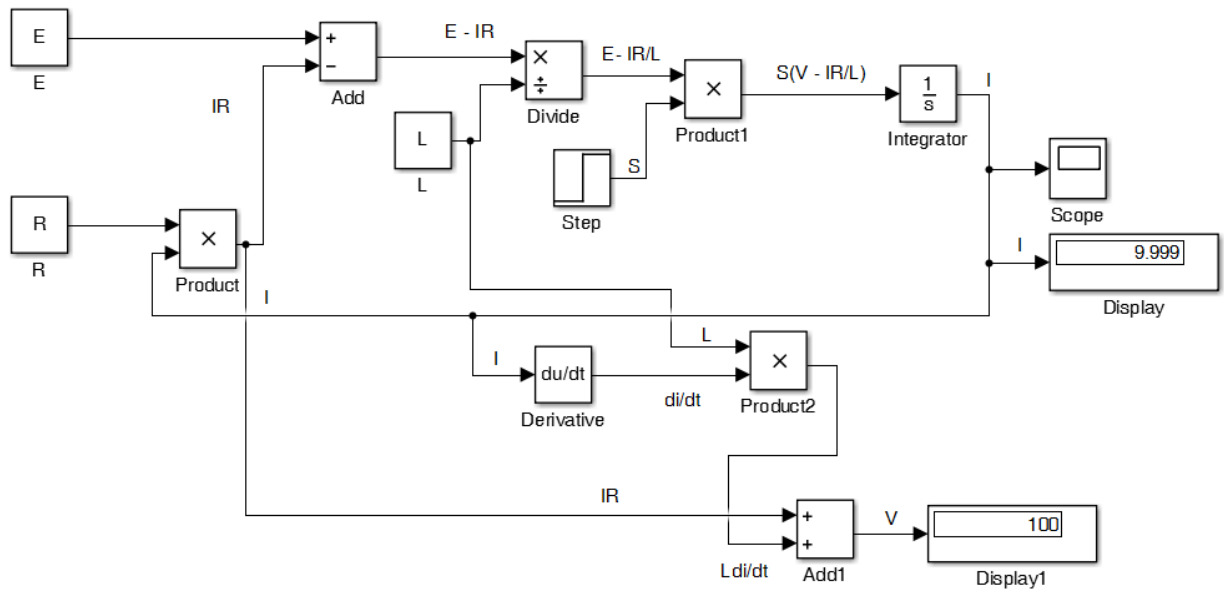 E
E
+
−
Add
E - IR
IR
×
÷
Divide
E- IR/L
L
L
×
Product1
S(V - IR/L)
1
s
Integrator
I
S
Step
Scope
R
R
×
Product
I
I
9.999
Display
L
×
Product2
I
du/dt
Derivative
di/dt
IR
+
+
Add1
Ldi/dt
V
100
Display1